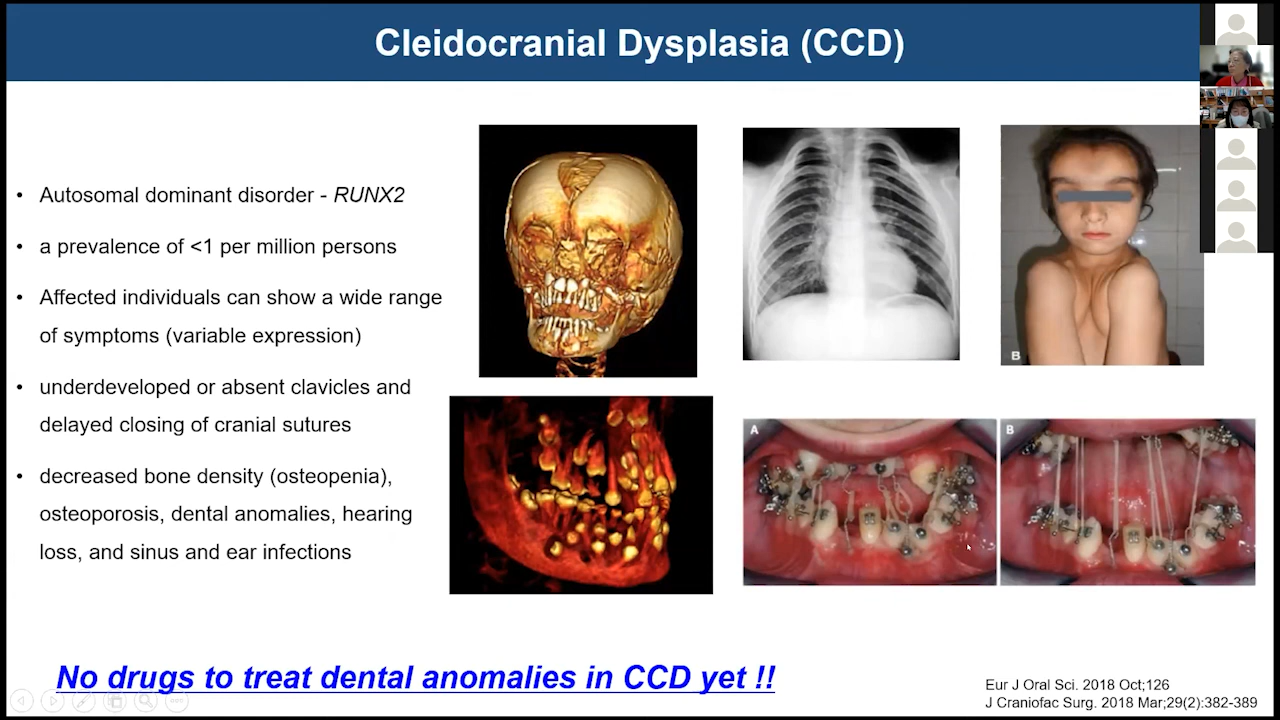 Cleidocranial Dysplasia (CCD)
• Autosomal dominant disorder - RUNX2
• a prevalence of <1 per million persons
• Affected individuals can show a wide range
of symptoms (variable expression)
• underdeveloped or absent clavicles and
delayed closing of cranial sutures
• decreased bone density (osteopenia),
osteoporosis, dental anomalies, hearing
loss, and sinus and ear infections
B
A
B
No drugs to treat dental anomalies in CCD yet !!
Eur J Oral Sci. 2018 Oct;126
J Craniofac Surg. 2018 Mar;29(2):382-389